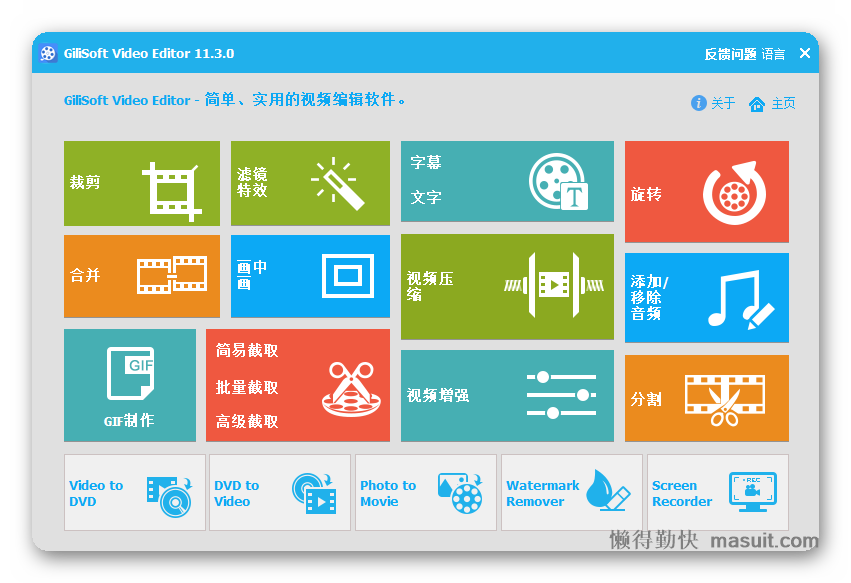 GiliSoft Video Editor 11.3.0
反馈问题 语言
GiliSoft Video Editor - 简单、实用的视频编辑软件。
i 关于 主页
裁剪
滤镜
特效
字幕
文字
T
旋转
合并
画中
画
视频压
缩
添加/
移除
音频
GIF
GIF制作
简易截取
批量截取
高级截取
视频增强
分割
Video to
DVD
DVD to
Video
Photo to
Movie
Watermark
Remover
Screen
Recorder
REC
懒得勤快 masuit.com